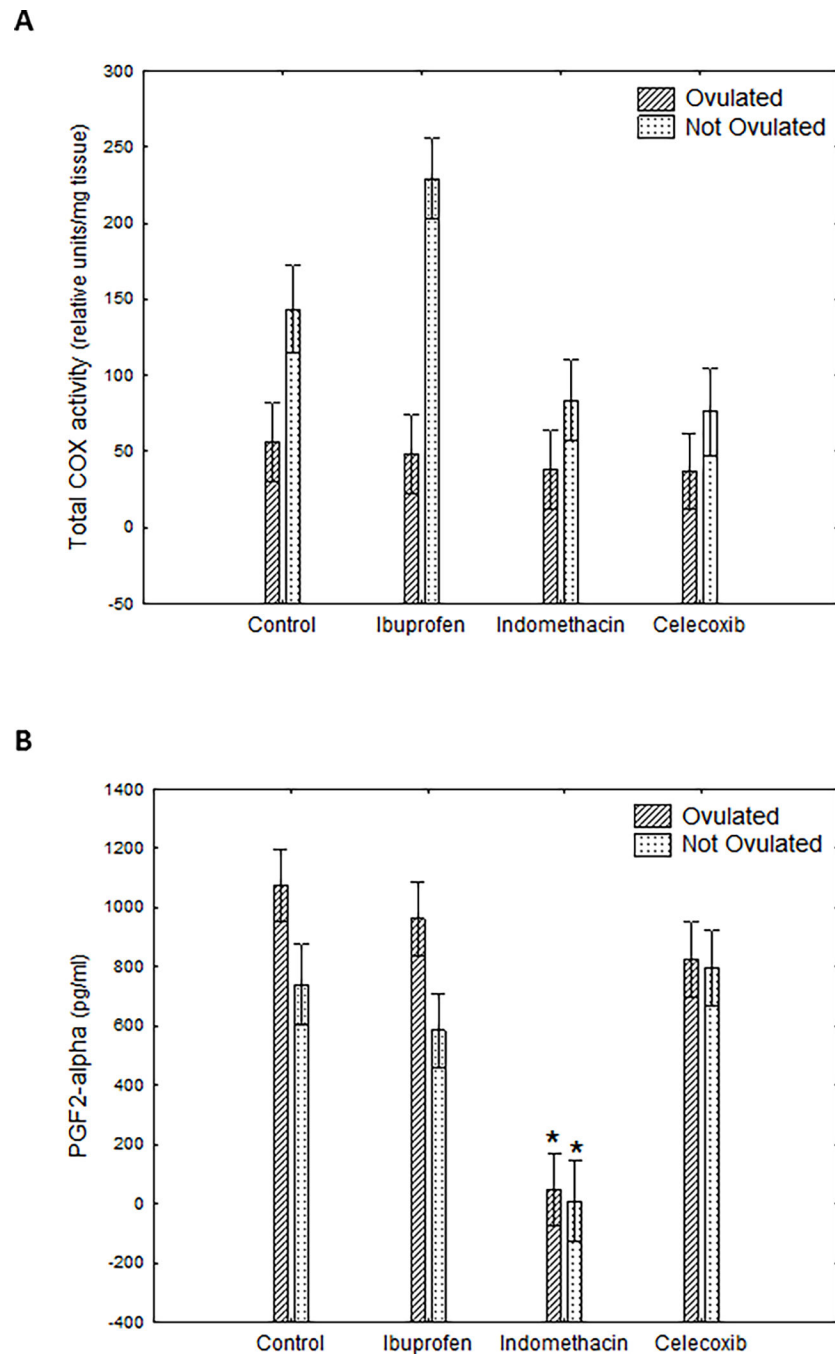 A
Total COX activity (relative units/mg tissue)
300
250
200
150
100
50
0
-50
Ovulated
Not Ovulated
Control Ibuprofen Indomethacin Celecoxib
B
PGF2-alpha (pg/ml)
1400
1200
1000
800
600
400
200
0
-200
-400
Ovulated
Not Ovulated
* *
Control Ibuprofen Indomethacin Celecoxib